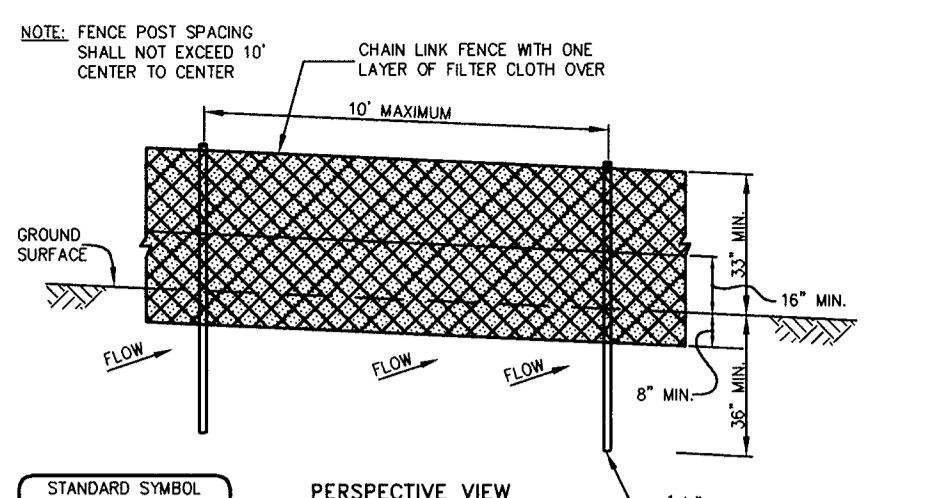 NOTE: FENCE POST SPACING
SHALL NOT EXCEED 10'
CENTER TO CENTER
CHAIN LINK FENCE WITH ONE
LAYER OF FILTER CLOTH OVER
10' MAXIMUM
GROUND
SURFACE
33" MIN.
16" MIN.
FLOW
FLOW
FLOW
8" MIN.
36" MIN.
STANDARD SYMBOL
PERSPECTIVE VIEW